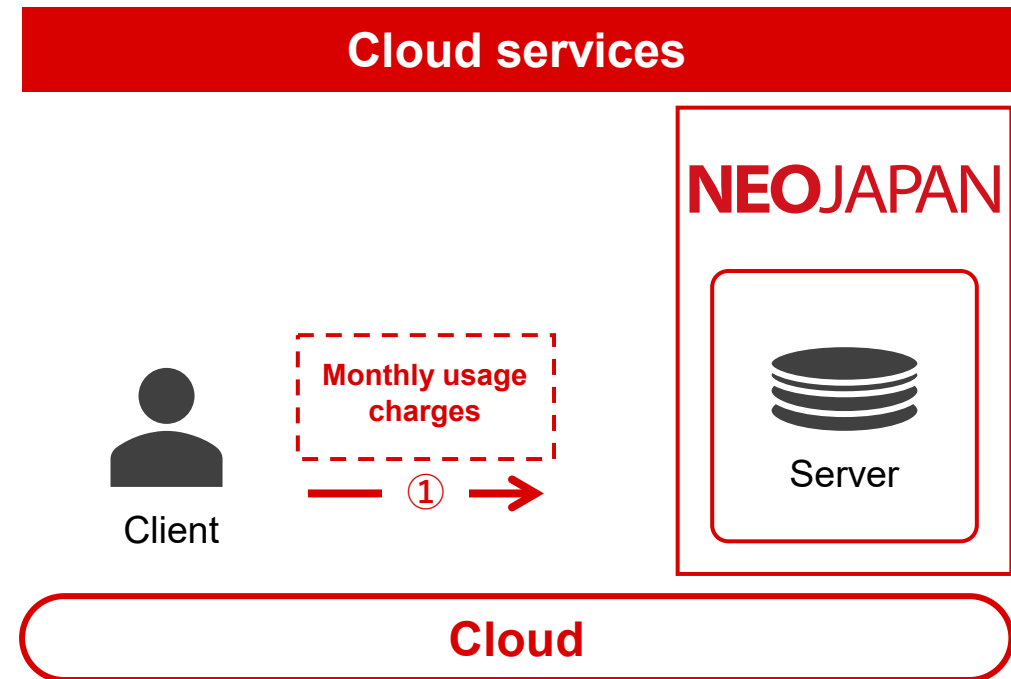 Cloud services
NEOJAPAN
Monthly usage
charges
①
Server
Client
Cloud